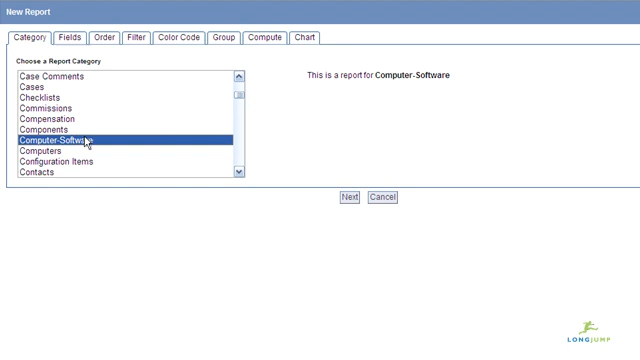 New Report
Category Fields Order Filter Color Code Group Compute Chart
Choose a Report Category
Case Comments
Cases
Checklists
Commissions
Compensation
Components
Computer-Software
Computers
Configuration Items
Contacts
This is a report for Computer-Software
Next Cancel
LONGJUMP